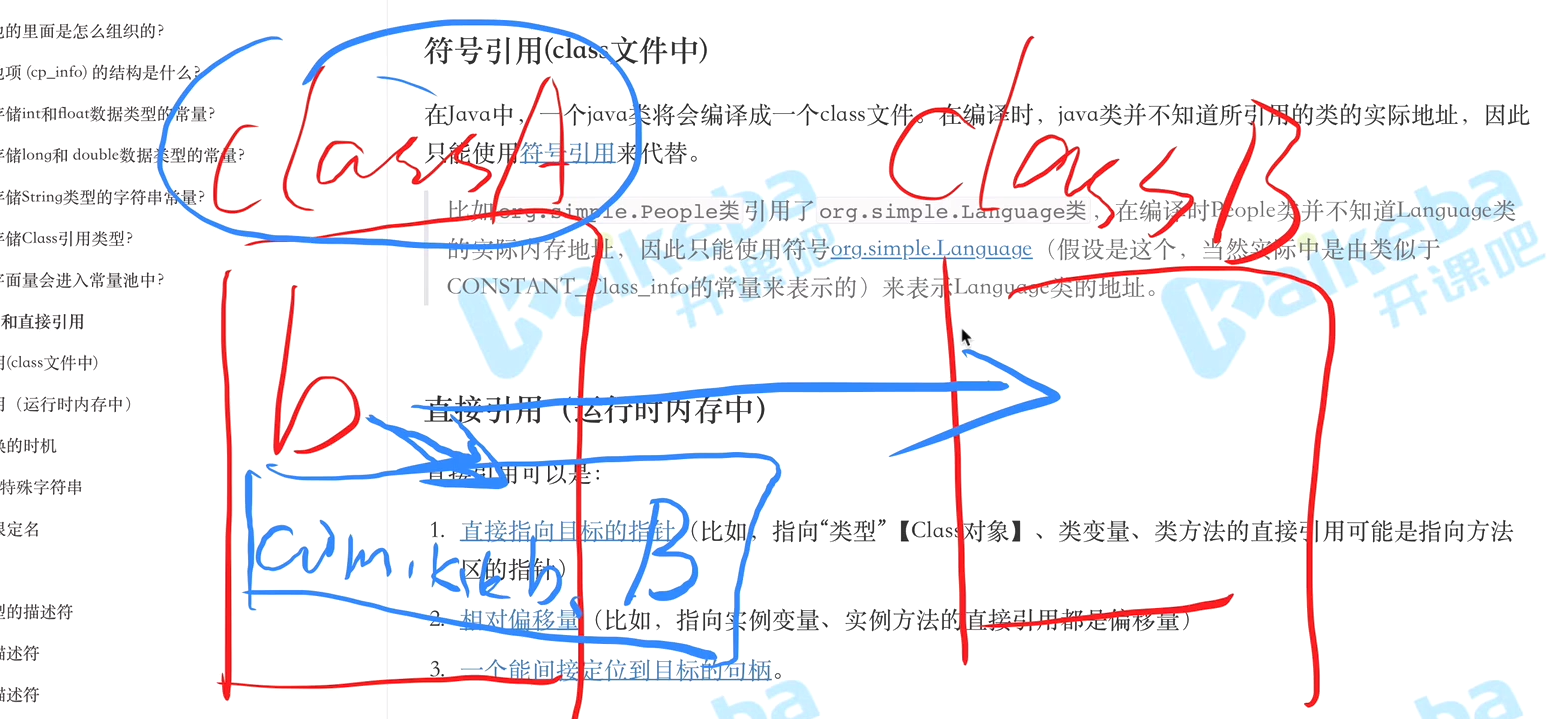 也的里面是怎么组织的?
也项 (cp_info) 的结构是什么?
存储int和float数据类型的常量?
存储long和 double数据类型的常量?
存储String类型的字符串常量?
存储Class引用类型?
字面量会进入常量池中?
和直接引用
用(class文件中)
用（运行时内存中）
换的时机
特殊字符串
限定名
型的描述符
描述符
描述符
符号引用(class文件中)
在Java中，一个java类将会编译成一个class文件。在编译时，java类并不知道所引用的类的实际地址，因此
只能使用符号引用来代替。
比如org.simple.People类引用了org.simple.Language类，在编译时People类并不知道Language类
的实际内存地址，因此只能使用符号org.simple.Language（假设是这个，当然实际中是由类似于
CONSTANT_Class_info的常量来表示的）来表示Language类的地址。
直接引用（运行时内存中）
直接引用可以是：
1. 直接指向目标的指针（比如，指向“类型”【Class对象】、类变量、类方法的直接引用可能是指向方法
区的指针）
2. 相对偏移量（比如，指向实例变量、实例方法的直接引用都是偏移量）
3. 一个能间接定位到目标的句柄。
classA
classB
b
com.kkb.B
kaikeba
开课吧
kaikeba
开课吧